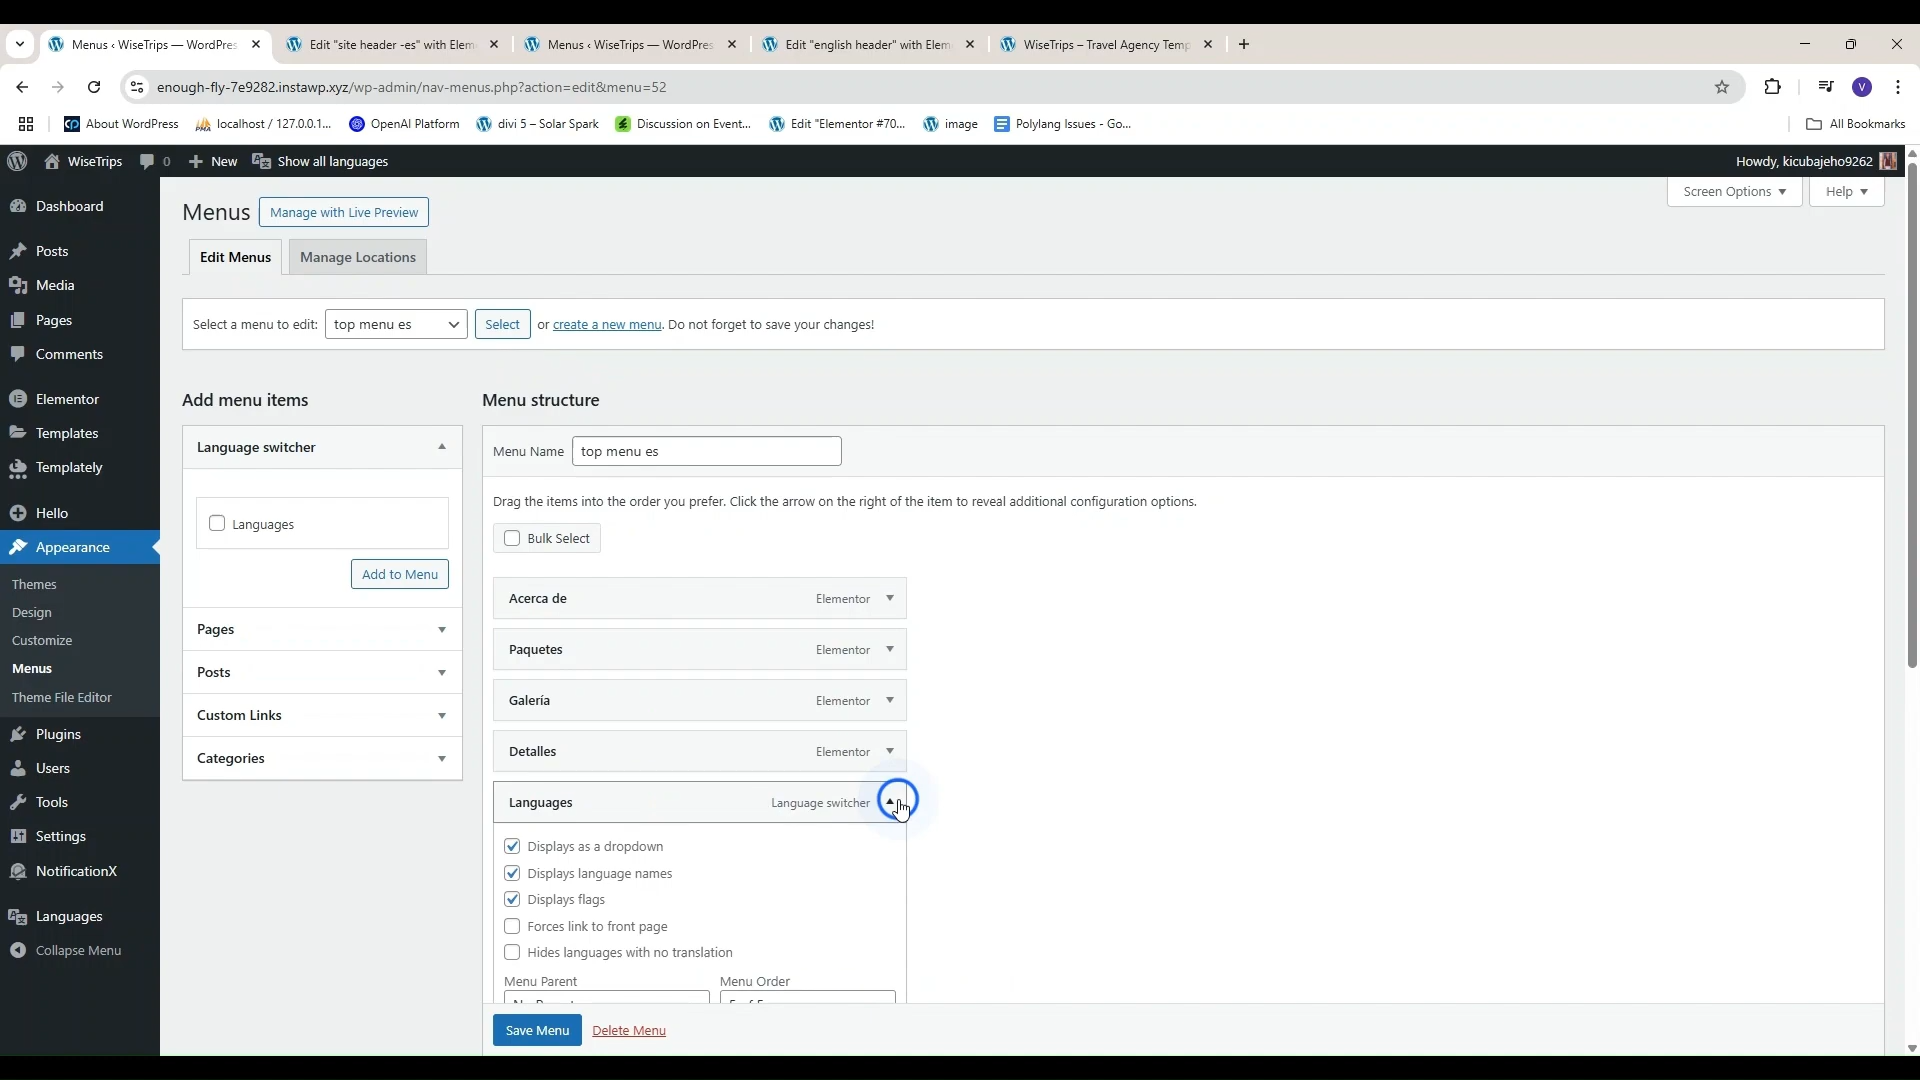 Menus ‹ WiseTrips — WordPres
Edit "site header -es" with Elem
Menus ‹ WiseTrips — WordPres
Edit "english header" with Elem
WiseTrips – Travel Agency Temp
enough-fly-7e9282.instawp.xyz/wp-admin/nav-menus.php?action=edit&menu=52
V
About WordPress
localhost / 127.0.0.1...
OpenAI Platform
divi 5 – Solar Spark
Discussion on Event...
Edit "Elementor #70...
image
Polylang Issues - Go...
All Bookmarks
WiseTrips
0
New
Show all languages
Howdy, kicubajeho9262
Dashboard
Posts
Media
Pages
Comments
Elementor
Templates
Templately
Hello
Appearance
Themes
Design
Customize
Menus
Theme File Editor
Plugins
Users
Tools
Settings
NotificationX
Languages
Collapse Menu
Screen Options
Help
Menus
Manage with Live Preview
Edit Menus
Manage Locations
Select a menu to edit:
top menu es
Select
or create a new menu. Do not forget to save your changes!
Add menu items
Language switcher
Languages
Add to Menu
Pages
Posts
Custom Links
Categories
Menu structure
Menu Name
top menu es
Drag the items into the order you prefer. Click the arrow on the right of the item to reveal additional configuration options.
Bulk Select
Acerca de
Elementor
Paquetes
Elementor
Galería
Elementor
Detalles
Elementor
Languages
Language switcher
Displays as a dropdown
Displays language names
Displays flags
Forces link to front page
Hides languages with no translation
Menu Parent
Menu Order
Save Menu
Delete Menu